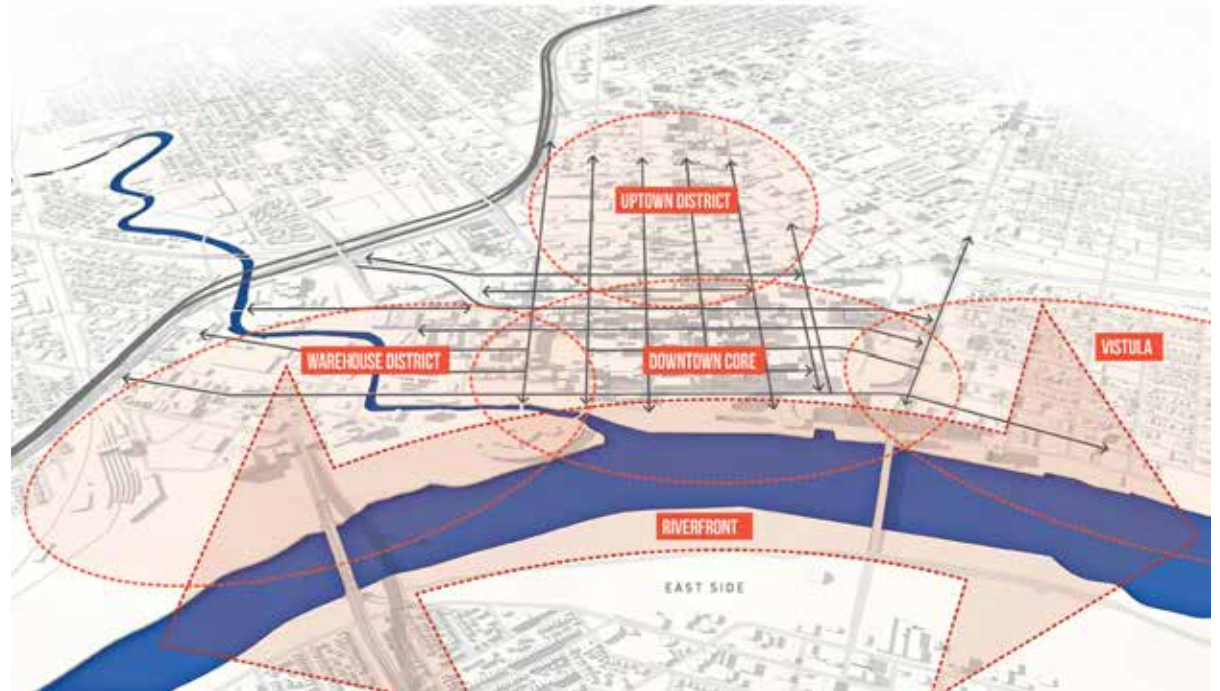 UPTOWN DISTRICT
WAREHOUSE DISTRICT
DOWNTOWN CORE
VISTULA
RIVERFRONT
EAST SIDE